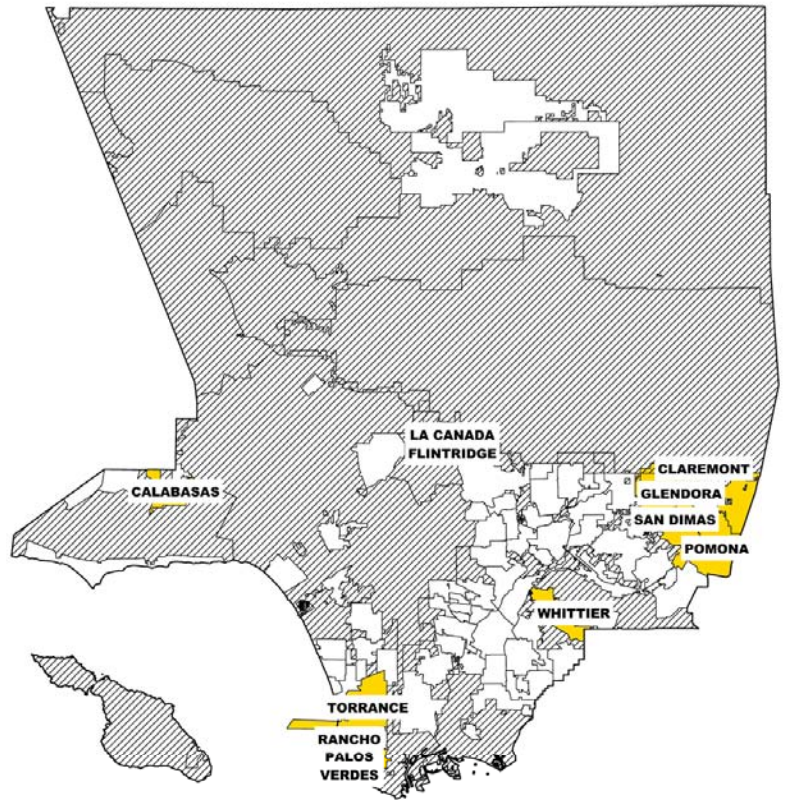 LA CANADA
FLINTRIDGE
CLAREMONT
CALABASAS
GLENDORA
SAN DIMAS
POMONA
WHITTIER
TORRANCE
RANCHO
PALOS
VERDES